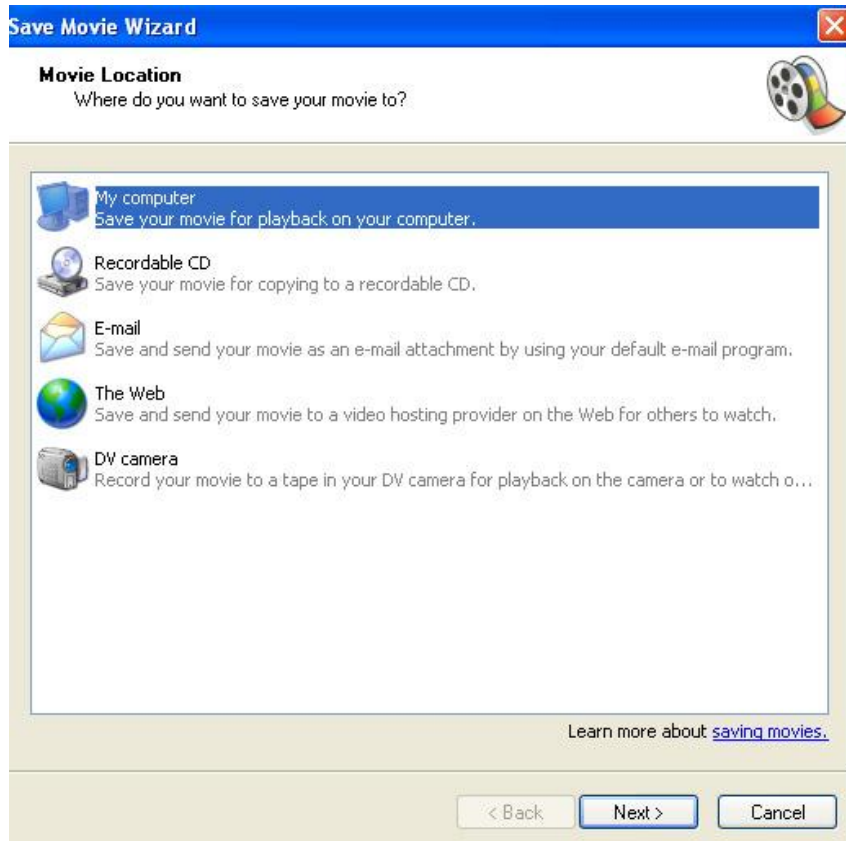 Save Movie Wizard
Movie Location
Where do you want to save your movie to?
My computer
Save your movie for playback on your computer.
Recordable CD
Save your movie for copying to a recordable CD.
E-mail
Save and send your movie as an e-mail attachment by using your default e-mail program.
The Web
Save and send your movie to a video hosting provider on the Web for others to watch.
DV camera
Record your movie to a tape in your DV camera for playback on the camera or to watch o...
Learn more about saving movies.
< Back Next > Cancel